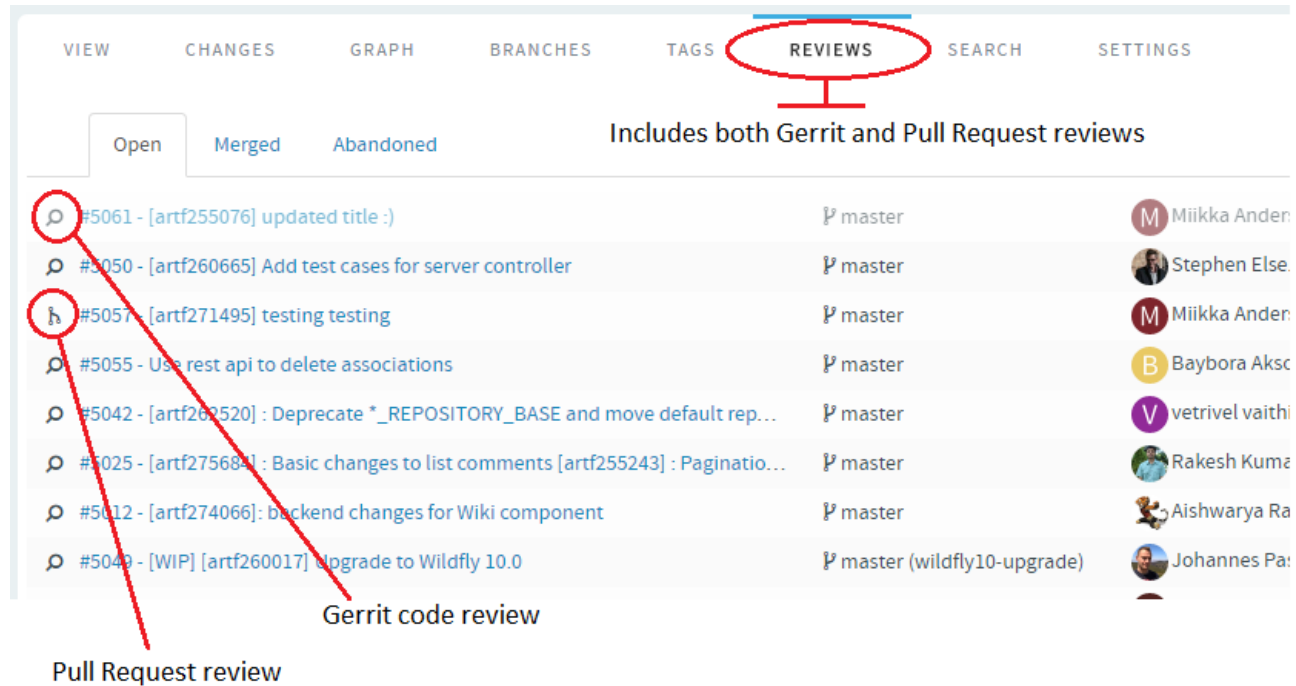 VIEW CHANGES GRAPH BRANCHES TAGS REVIEWS SEARCH SETTINGS
Includes both Gerrit and Pull Request reviews
Open Merged Abandoned
#5061 - [artf255076] updated title :) master M Miikka Anders
#5050 - [artf260665] Add test cases for server controller master Stephen Else.
#5057 - [artf271495] testing testing master M Miikka Anders
#5055 - Use rest api to delete associations master B Baybora Akso
#5042 - [artf262520] : Deprecate *_REPOSITORY_BASE and move default rep... master V vetrivel vaithi
#5025 - [artf275684] : Basic changes to list comments [artf255243] : Paginatio... master Rakesh Kuma
#5012 - [artf274066]: backend changes for Wiki component master Aishwarya Ra
#5049 - [WIP] [artf260017] Upgrade to Wildfly 10.0 master (wildfly10-upgrade) Johannes Pas
Gerrit code review
Pull Request review